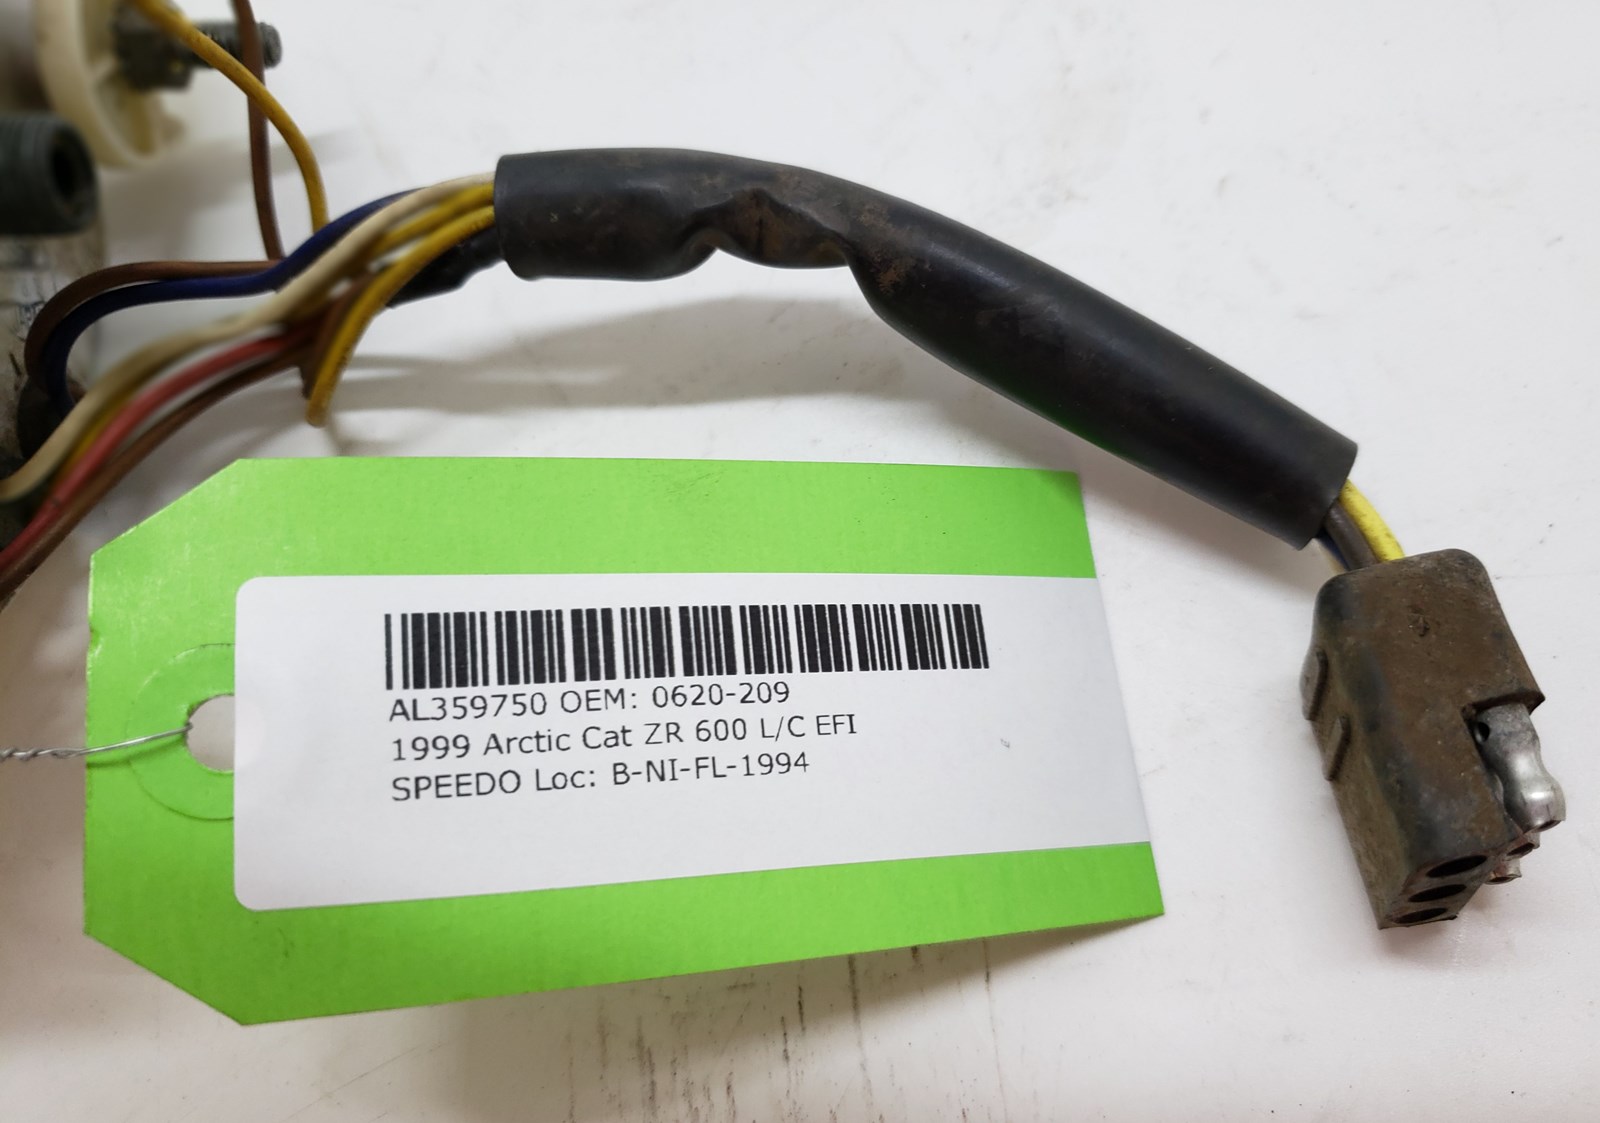 AL359750 OEM: 0620-209
1999 Arctic Cat ZR 600 L/C EFI
SPEEDO Loc: B-NI-FL-1994